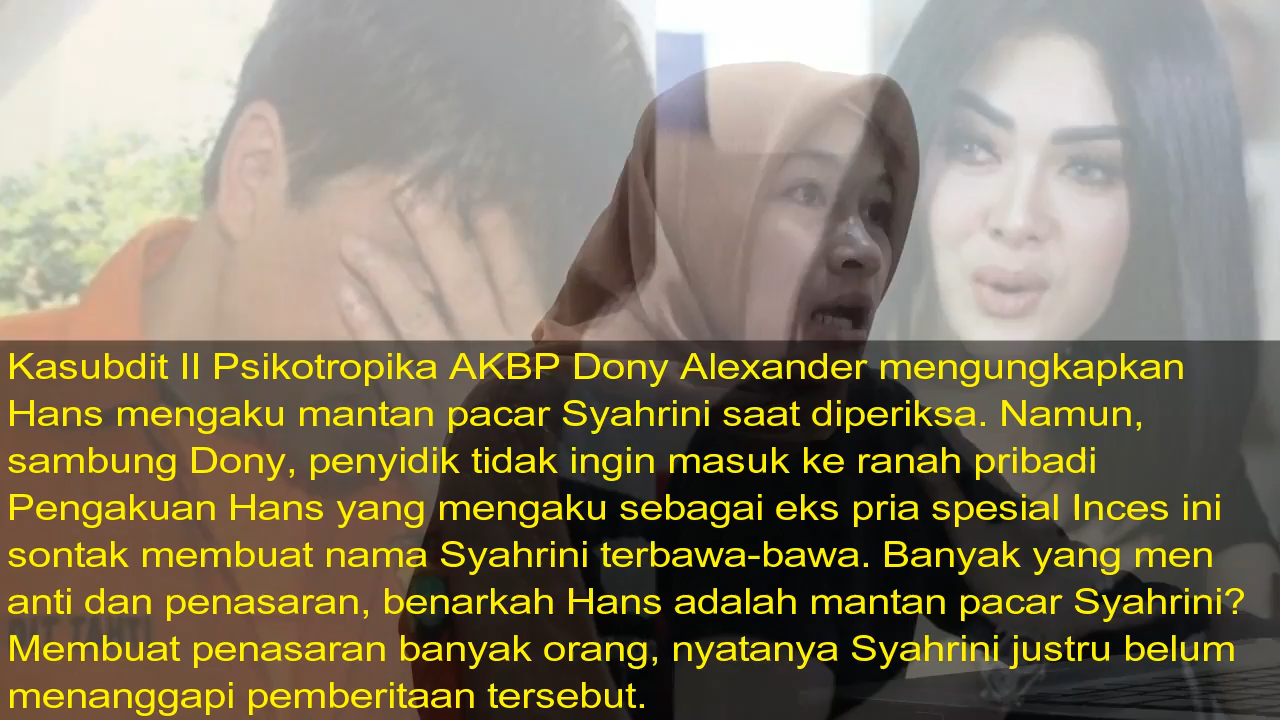 Kasubdit II Psikotropika AKBP Dony Alexander mengungkapkan
Hans mengaku mantan pacar Syahrini saat diperiksa. Namun,
sambung Dony, penyidik tidak ingin masuk ke ranah pribadi
Pengakuan Hans yang mengaku sebagai eks pria spesial Inces ini
sontak membuat nama Syahrini terbawa-bawa. Banyak yang men
anti dan penasaran, benarkah Hans adalah mantan pacar Syahrini?
Membuat penasaran banyak orang, nyatanya Syahrini justru belum
menanggapi pemberitaan tersebut.